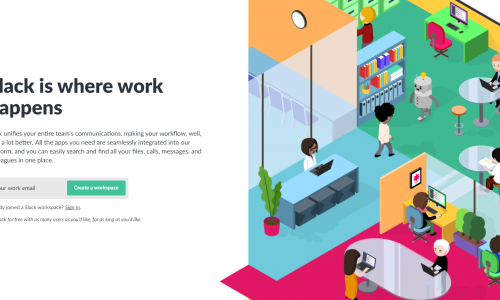 lack is where work
appens
k unifies your entire team's communications, making your workflow, well,
a lot better. All the apps you need are seamlessly integrated into our
form, and you can easily search and find all your files, calls, messages, and
eagues in one place.
our work email
Create a workspace
dy joined a Slack workspace? Sign in.
ack for free with as many users as you'd like, for as long as you'd like.